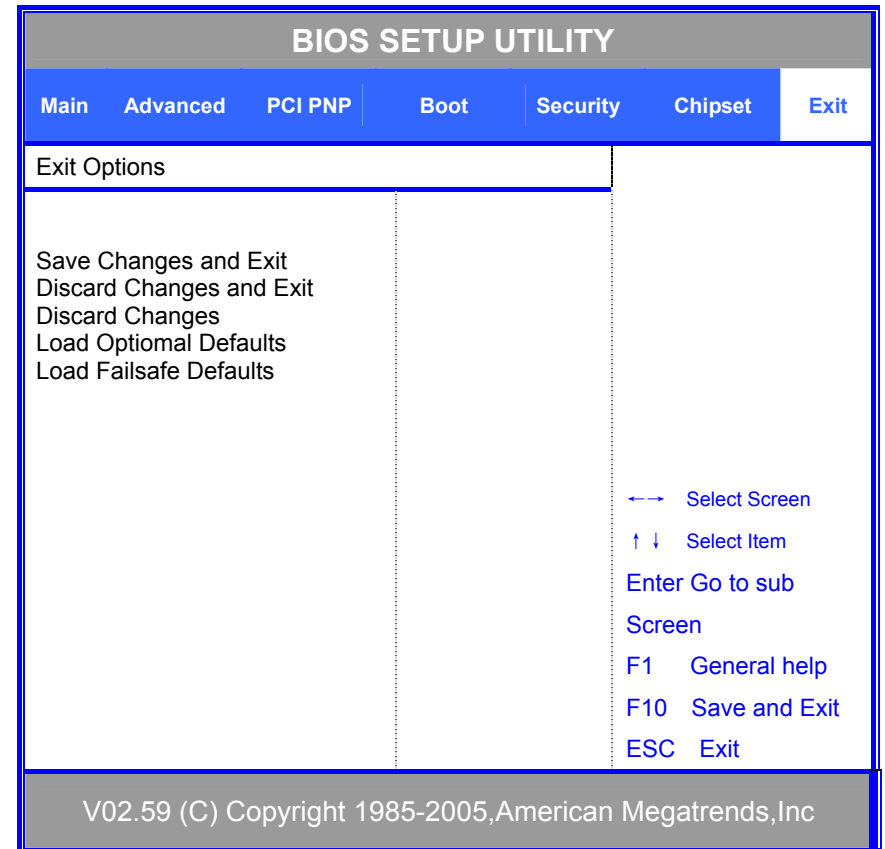 BIOS SETUP UTILITY
Main Advanced PCI PNP Boot Security Chipset Exit
Exit Options
Save Changes and Exit
Discard Changes and Exit
Discard Changes
Load Optiomal Defaults
Load Failsafe Defaults
←→ Select Screen
↑↓ Select Item
Enter Go to sub
Screen
F1 General help
F10 Save and Exit
ESC Exit
V02.59 (C) Copyright 1985-2005,American Megatrends,Inc